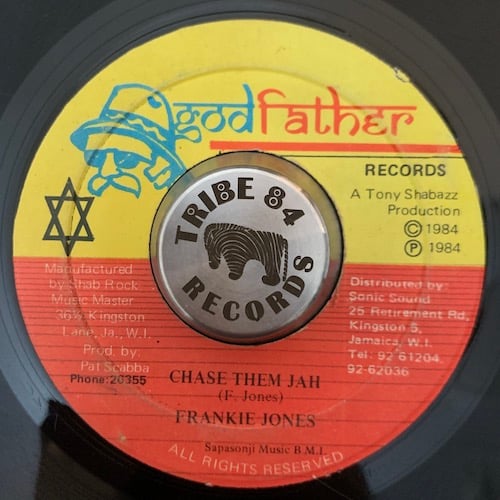 godfather
RECORDS
A Tony Shabazz
Production
© 1984
℗ 1984
TRIBE 84
RECORDS
Manufactured
by Shab Rock
Music Master
36½ Kingston
Lane, Ja., W.I.
Prod. by:
Pat Scabba
Phone:26355
Distributed by:
Sonic Sound
25 Retirement Rd,
Kingston 5,
Jamaica, W.I.
Tel: 92 61204
92-62036
CHASE THEM JAH
(F. Jones)
FRANKIE JONES
Sapasonji Music B M.I.
ALL RIGHTS RESERVED